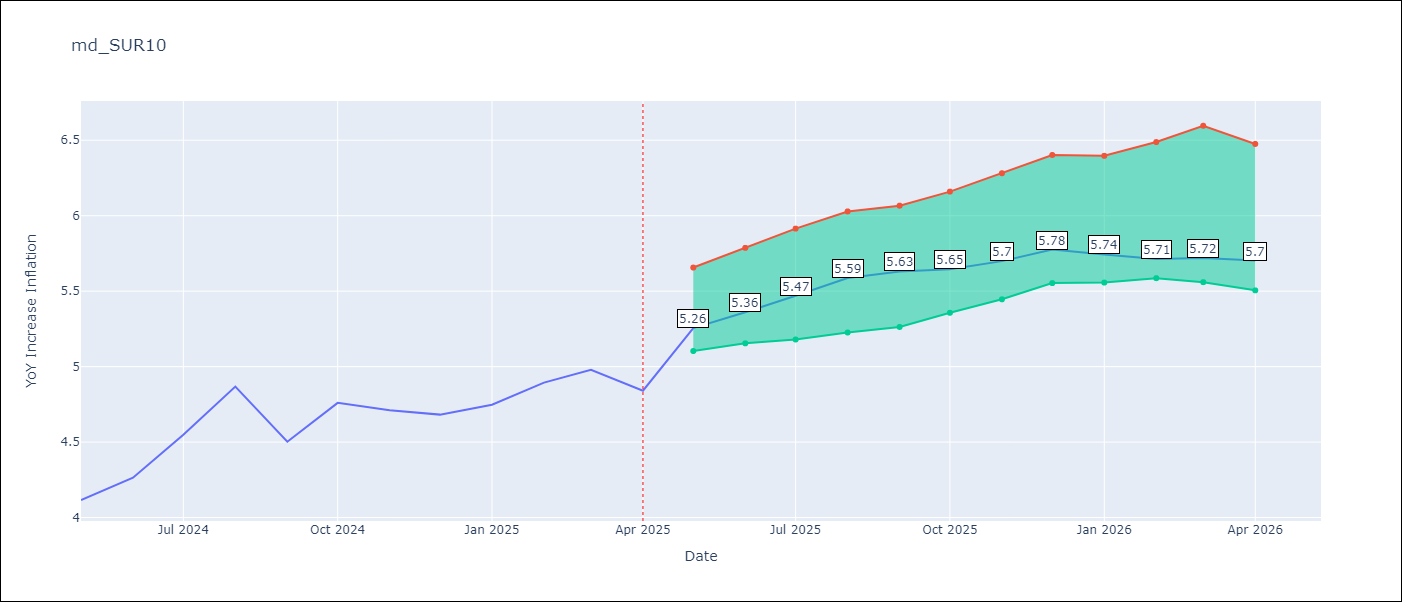 md_SUR10
YoY Increase Inflation
6.5
6
5.5
5
4.5
4
5.26
5.36
5.47
5.59
5.63
5.65
5.7
5.78
5.74
5.71
5.72
5.7
Jul 2024
Oct 2024
Jan 2025
Apr 2025
Jul 2025
Oct 2025
Jan 2026
Apr 2026
Date